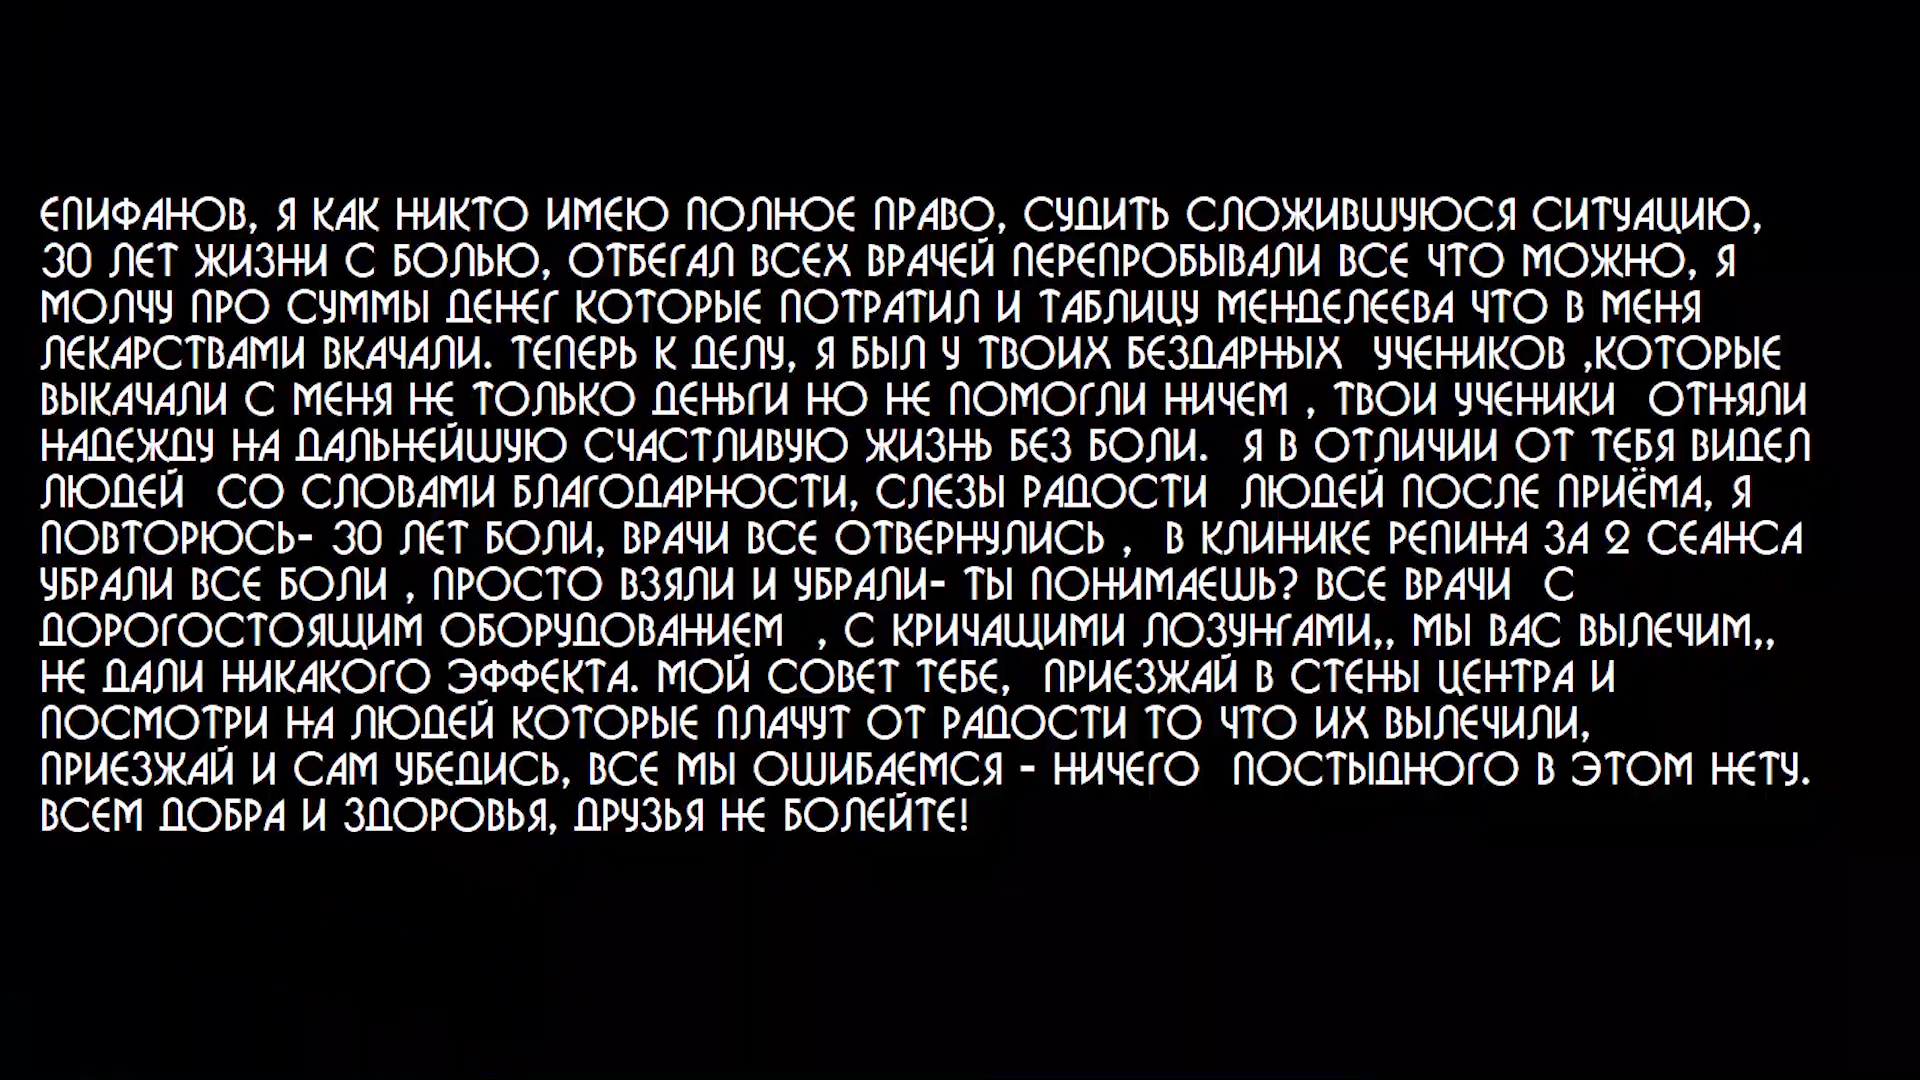 ЕПИФАНОВ, Я КАК НИКТО ИМЕЮ ПОЛНОЕ ПРАВО, СУДИТЬ СЛОЖИВШУЮСЯ СИТУАЦИЮ,
30 ЛЕТ ЖИЗНИ С БОЛЬЮ, ОТБЕГАЛ ВСЕХ ВРАЧЕЙ ПЕРЕПРОБЫВАЛИ ВСЕ ЧТО МОЖНО, Я
МОЛЧУ ПРО СУММЫ ДЕНЕГ КОТОРЫЕ ПОТРАТИЛ И ТАБЛИЦУ МЕНДЕЛЕЕВА ЧТО В МЕНЯ
ЛЕКАРСТВАМИ ВКАЧАЛИ. ТЕПЕРЬ К ДЕЛУ, Я БЫЛ У ТВОИХ БЕЗДАРНЫХ УЧЕНИКОВ ,КОТОРЫЕ
ВЫКАЧАЛИ С МЕНЯ НЕ ТОЛЬКО ДЕНЬГИ НО НЕ ПОМОГЛИ НИЧЕМ , ТВОИ УЧЕНИКИ ОТНЯЛИ
НАДЕЖДУ НА ДАЛЬНЕЙШУЮ СЧАСТЛИВУЮ ЖИЗНЬ БЕЗ БОЛИ. Я В ОТЛИЧИИ ОТ ТЕБЯ ВИДЕЛ
ЛЮДЕЙ СО СЛОВАМИ БЛАГОДАРНОСТИ, СЛЕЗЫ РАДОСТИ ЛЮДЕЙ ПОСЛЕ ПРИЁМА, Я
ПОВТОРЮСЬ- 30 ЛЕТ БОЛИ, ВРАЧИ ВСЕ ОТВЕРНУЛИСЬ , В КЛИНИКЕ РЕПИНА ЗА 2 СЕАНСА
УБРАЛИ ВСЕ БОЛИ , ПРОСТО ВЗЯЛИ И УБРАЛИ- ТЫ ПОНИМАЕШЬ? ВСЕ ВРАЧИ С
ДОРОГОСТОЯЩИМ ОБОРУДОВАНИЕМ , С КРИЧАЩИМИ ЛОЗУНГАМИ,, МЫ ВАС ВЫЛЕЧИМ,,
НЕ ДАЛИ НИКАКОГО ЭФФЕКТА. МОЙ СОВЕТ ТЕБЕ, ПРИЕЗЖАЙ В СТЕНЫ ЦЕНТРА И
ПОСМОТРИ НА ЛЮДЕЙ КОТОРЫЕ ПЛАЧУТ ОТ РАДОСТИ ТО ЧТО ИХ ВЫЛЕЧИЛИ,
ПРИЕЗЖАЙ И САМ УБЕДИСЬ, ВСЕ МЫ ОШИБАЕМСЯ - НИЧЕГО ПОСТЫДНОГО В ЭТОМ НЕТУ.
ВСЕМ ДОБРА И ЗДОРОВЬЯ, ДРУЗЬЯ НЕ БОЛЕЙТЕ!